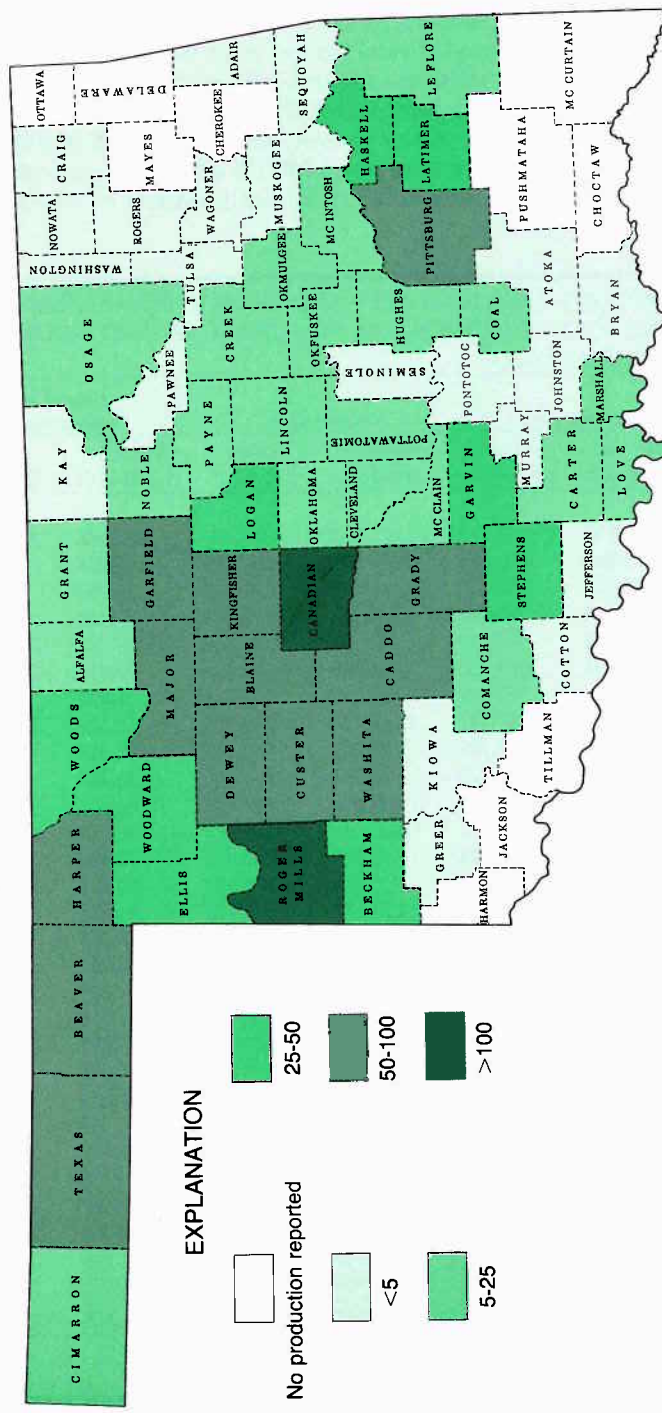 CIMARRON
TEXAS
BEAVER
HARPER
WOODS
ALFALFA
GRANT
KAY
OSAGE
WASHINGTON
NOWATA
CRAIG
OTTAWA
ELLIS
WOODWARD
MAJOR
GARFIELD
NOBLE
PAWNEE
TULSA
ROGERS
MAYES
DELAWARE
ROGER
MILLS
DEWEY
BLAINE
KINGFISHER
LOGAN
PAYNE
CREEK
WAGONER
CHEROKEE
ADAIR
CUSTER
CANADIAN
OKLAHOMA
LINCOLN
OKFUSKEE
OKMULGEE
MUSKOGEE
SEQUOYAH
BECKHAM
WASHITA
CADDO
GRADY
CLEVELAND
POTTAWATOMIE
SEMINOLE
HUGHES
MC INTOSH
HASKELL
GREER
KIOWA
COMANCHE
STEPHENS
MC CLAIN
GARVIN
PONTOTOC
COAL
PITTSBURG
LATIMER
LE FLORE
HARMON
JACKSON
TILLMAN
COTTON
JEFFERSON
MURRAY
CARTER
JOHNSTON
ATOKA
PUSHMATAHA
MC CURTAIN
LOVE
MARSHALL
BRYAN
CHOCTAW
EXPLANATION
No production reported
<5
5-25
25-50
50-100
>100